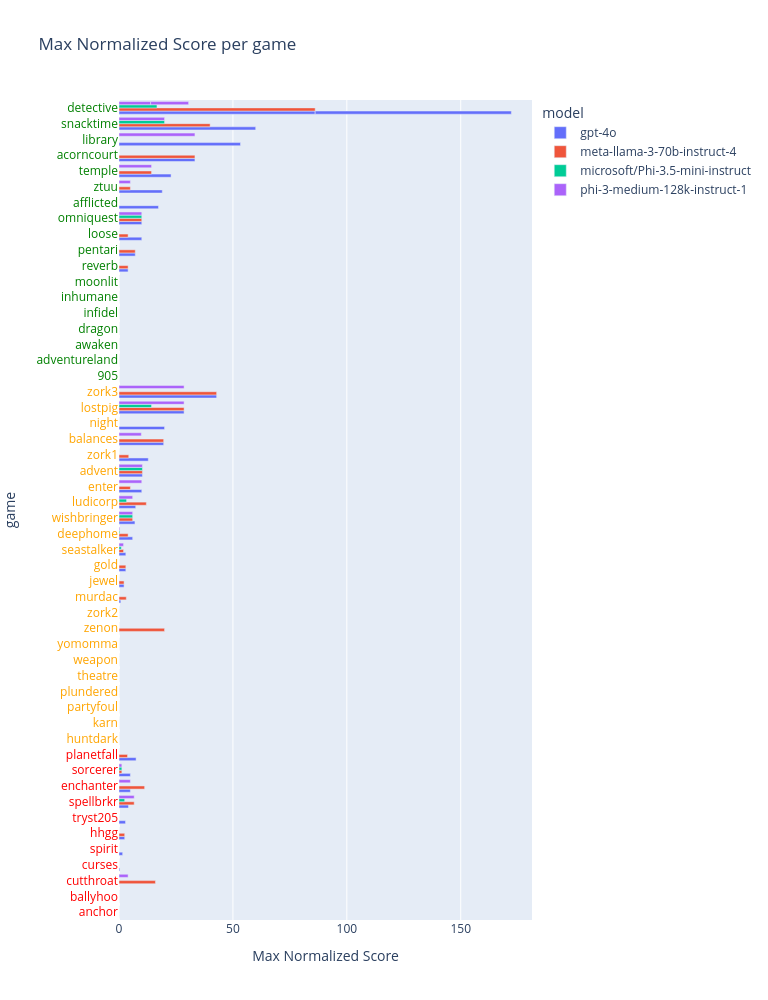 Max Normalized Score per game
model
gpt-4o
meta-llama-3-70b-instruct-4
microsoft/Phi-3.5-mini-instruct
phi-3-medium-128k-instruct-1
game
detective
snacktime
library
acorncourt
temple
ztuu
afflicted
omniquest
loose
pentari
reverb
moonlit
inhumane
infidel
dragon
awaken
adventureland
905
zork3
lostpig
night
balances
zork1
advent
enter
ludicorp
wishbringer
deephome
seastalker
gold
jewel
murdac
zork2
zenon
yomomma
weapon
theatre
plundered
partyfoul
karn
huntdark
planetfall
sorcerer
enchanter
spellbrkr
tryst205
hhgg
spirit
curses
cutthroat
ballyhoo
anchor
0 50 100 150
Max Normalized Score